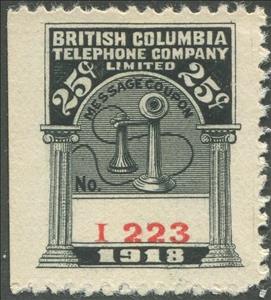 BRITISH COLUMBIA
TELEPHONE COMPANY
LIMITED
25¢ 25¢
MESSAGE COUPON
No.
I 223
1918